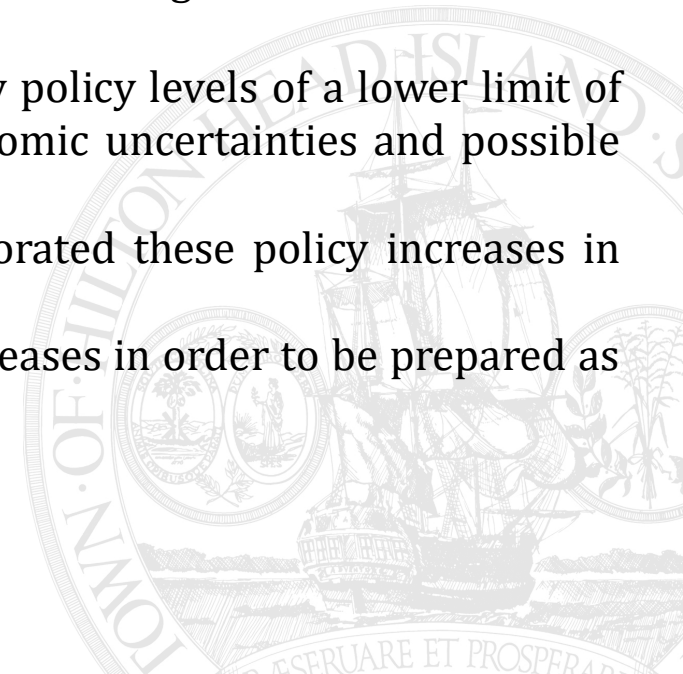 y policy levels of a lower limit of
omic uncertainties and possible
orated these policy increases in
eases in order to be prepared as
TOWN · OF · HILTON HEAD ISLAND · S
ET PROSPERA